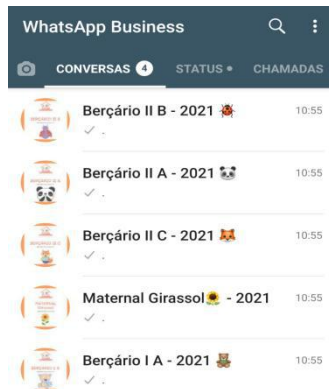 WhatsApp Business
CONVERSAS 4 STATUS • CHAMADAS
Berçário II B - 2021 🐞 10:55
✓ .
Berçário II A - 2021 🐼 10:55
✓ .
Berçário II C - 2021 🦊 10:55
✓ .
Maternal Girassol🌻 - 2021 10:55
✓ .
Berçário I A - 2021 🧸 10:55
✓ .